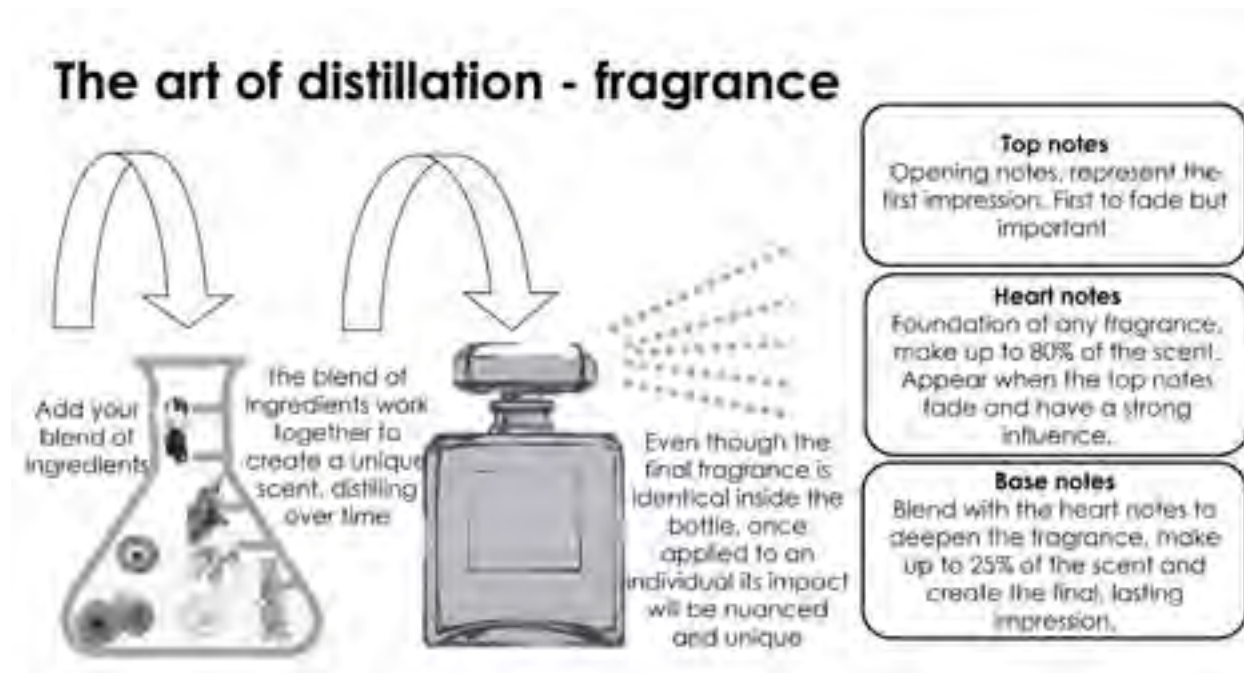 The art of distillation - fragrance
Add your
blend of
ingredients
The blend of
ingredients work
together to
create a unique
scent, distilling
over time
Even though the
final fragrance is
identical inside the
bottle, once
applied to an
individual its impact
will be nuanced
and unique
Top notes
Opening notes, represent the
first impression. First to fade but
important
Heart notes
Foundation of any fragrance,
make up to 80% of the scent.
Appear when the top notes
fade and have a strong
influence.
Base notes
Blend with the heart notes to
deepen the fragrance, make
up to 25% of the scent and
create the final, lasting
impression.